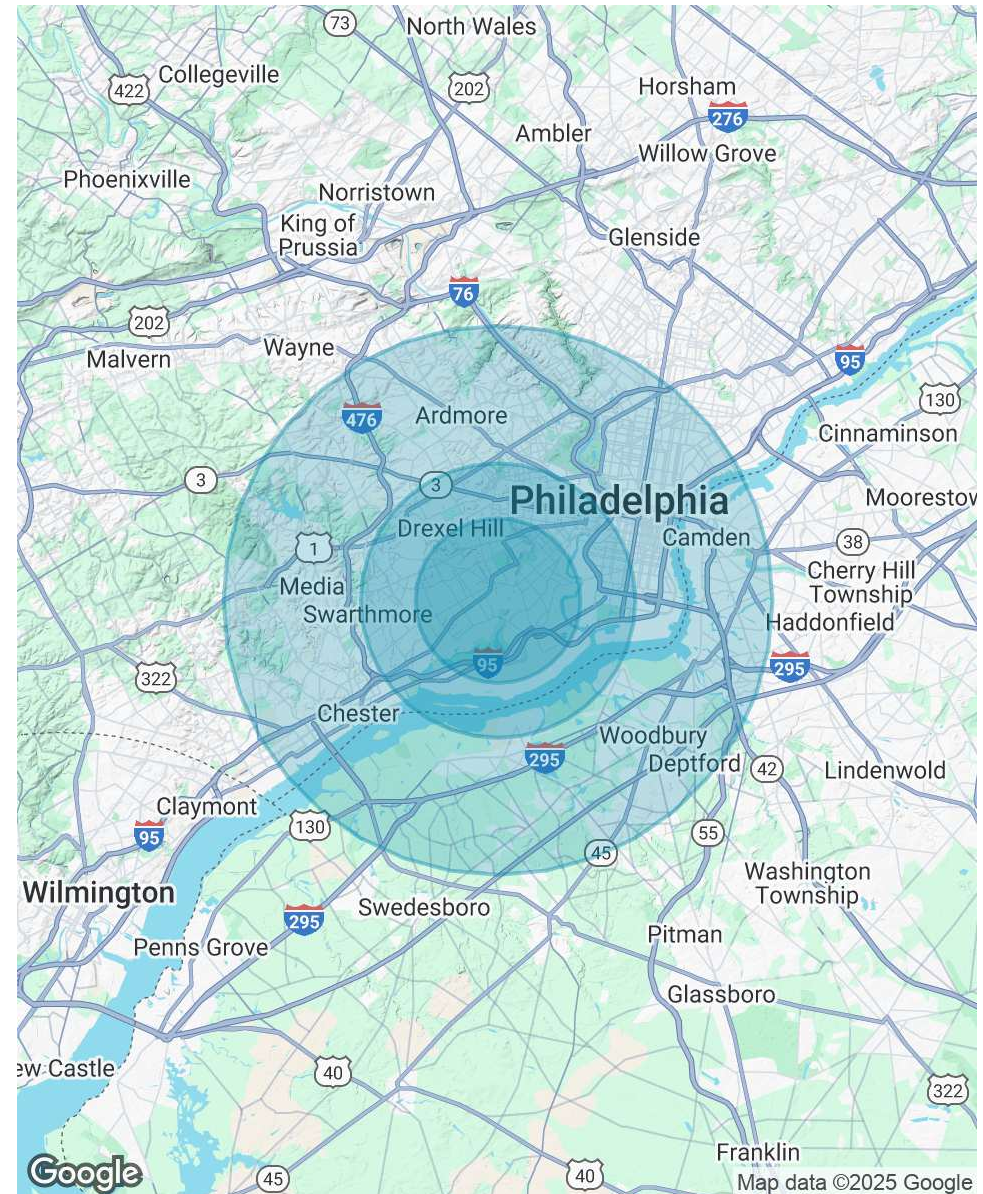 73
North Wales
Collegeville
422
202
Horsham
276
Ambler
Willow Grove
Phoenixville
Norristown
King of
Prussia
Glenside
76
202
Malvern
Wayne
95
130
476
Ardmore
Cinnaminson
3
3
Philadelphia
Moorestow
Drexel Hill
Camden
38
1
Cherry Hill
Township
Media
Swarthmore
Haddonfield
95
295
322
Chester
Woodbury
295
Deptford
42
Lindenwold
Claymont
130
95
55
45
Washington
Township
Wilmington
295
Swedesboro
Penns Grove
Pitman
Glassboro
ew Castle
40
322
Franklin
Google
45
40
Map data ©2025 Google